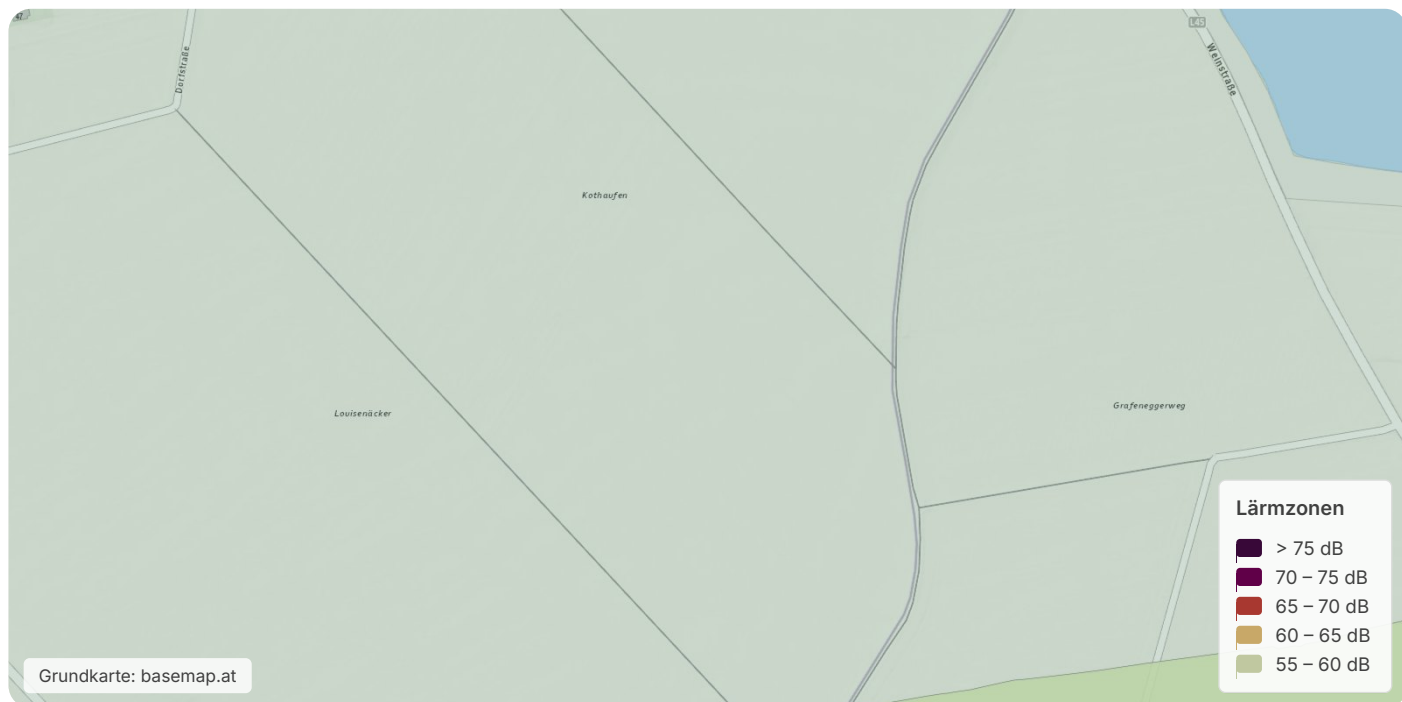 47
L45
Dorfstraße
Weinstraße
Kothaufen
Louisenäcker
Grafeneggerweg
Lärmzonen
> 75 dB
70 – 75 dB
65 – 70 dB
60 – 65 dB
55 – 60 dB
Grundkarte: basemap.at